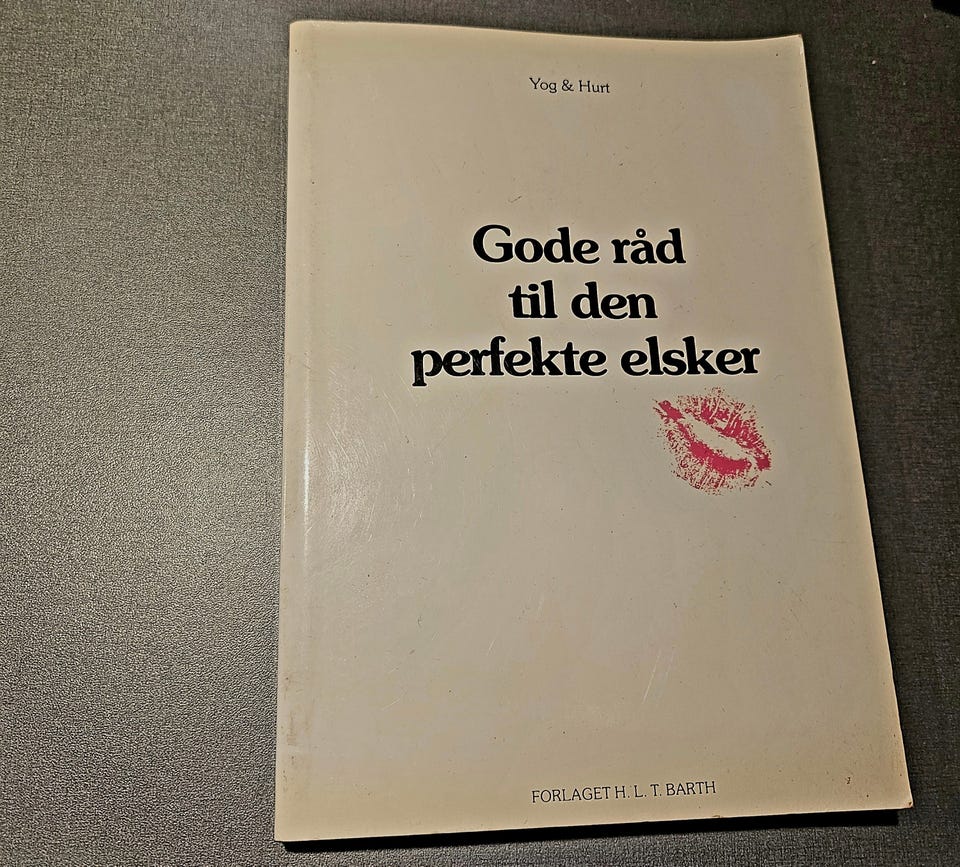 Yog & Hurt
Gode råd
til den
perfekte elsker
FORLAGET H. L. T. BARTH